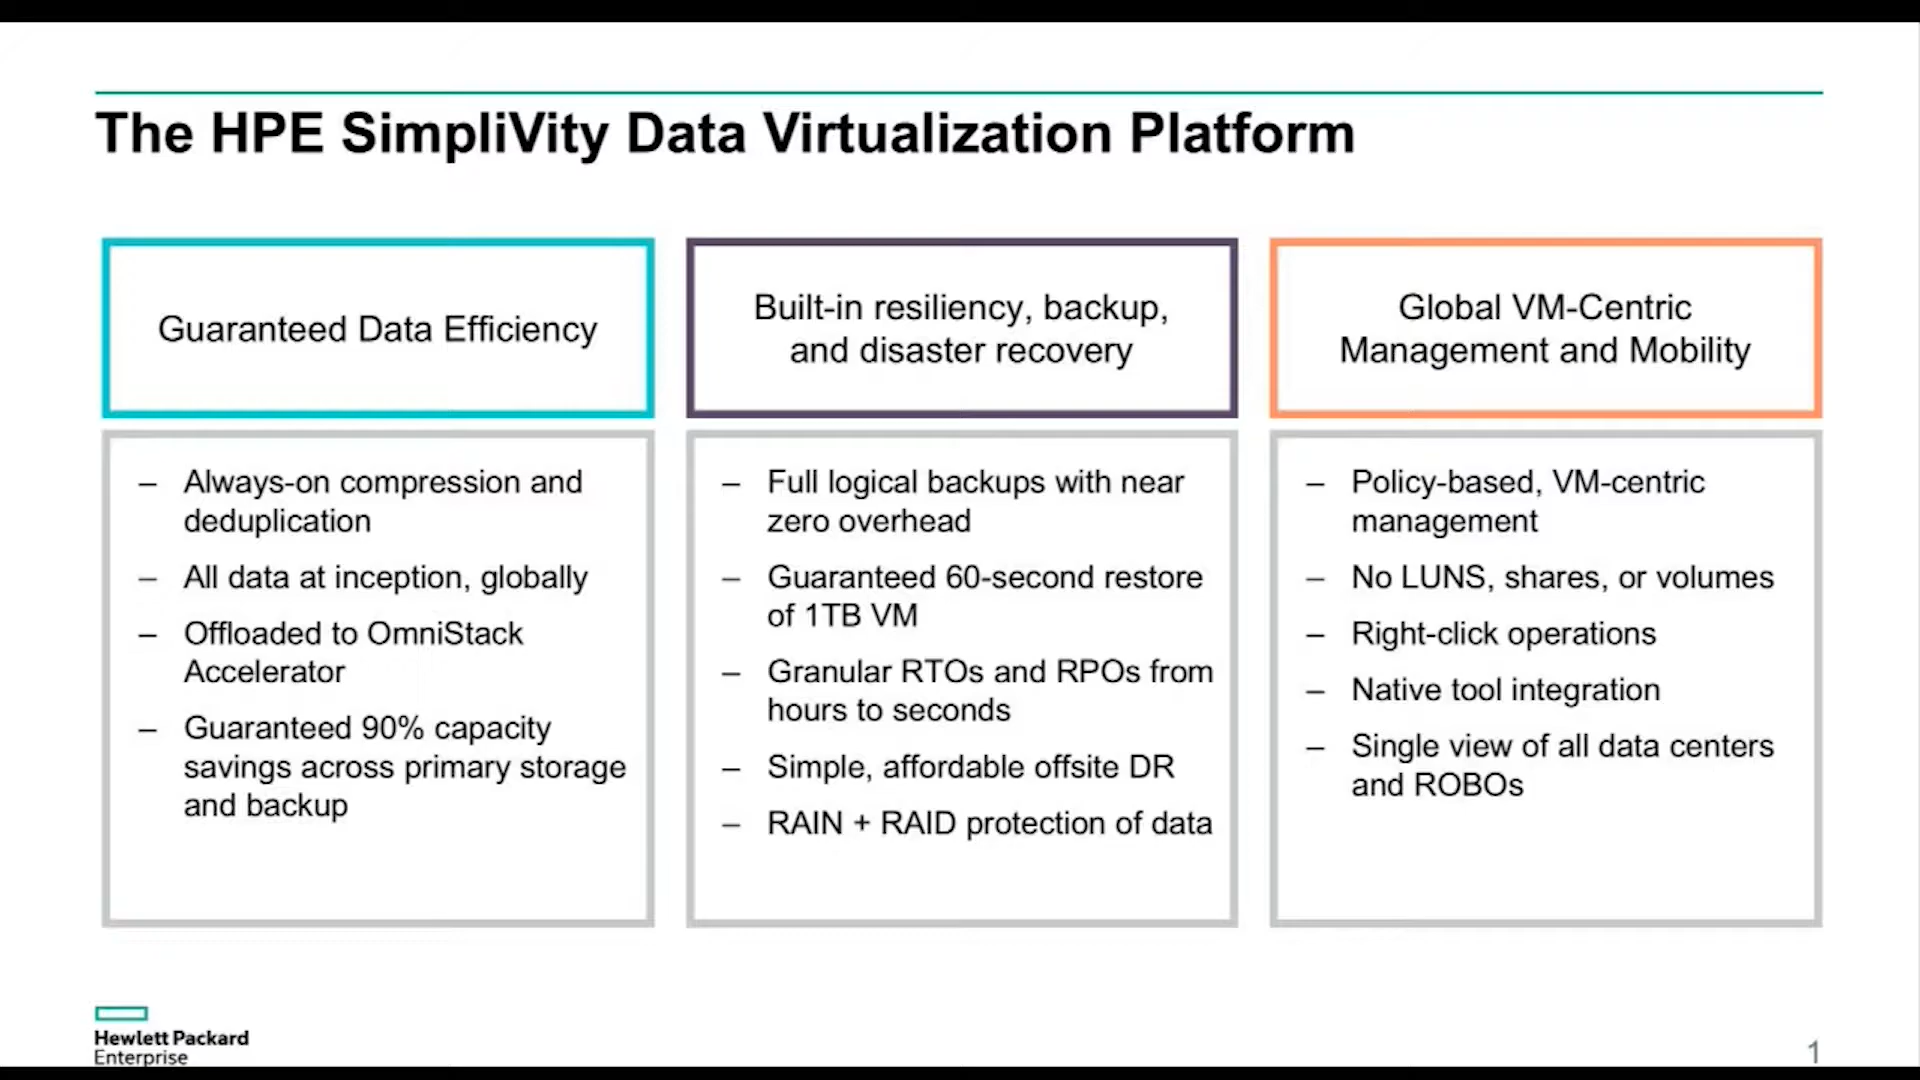 The HPE SimpliVity Data Virtualization Platform
Guaranteed Data Efficiency
– Always-on compression and
deduplication
– All data at inception, globally
– Offloaded to OmniStack
Accelerator
– Guaranteed 90% capacity
savings across primary storage
and backup
Built-in resiliency, backup,
and disaster recovery
– Full logical backups with near
zero overhead
– Guaranteed 60-second restore
of 1TB VM
– Granular RTOs and RPOs from
hours to seconds
– Simple, affordable offsite DR
– RAIN + RAID protection of data
Global VM-Centric
Management and Mobility
– Policy-based, VM-centric
management
– No LUNS, shares, or volumes
– Right-click operations
– Native tool integration
– Single view of all data centers
and ROBOs
Hewlett Packard
Enterprise
1